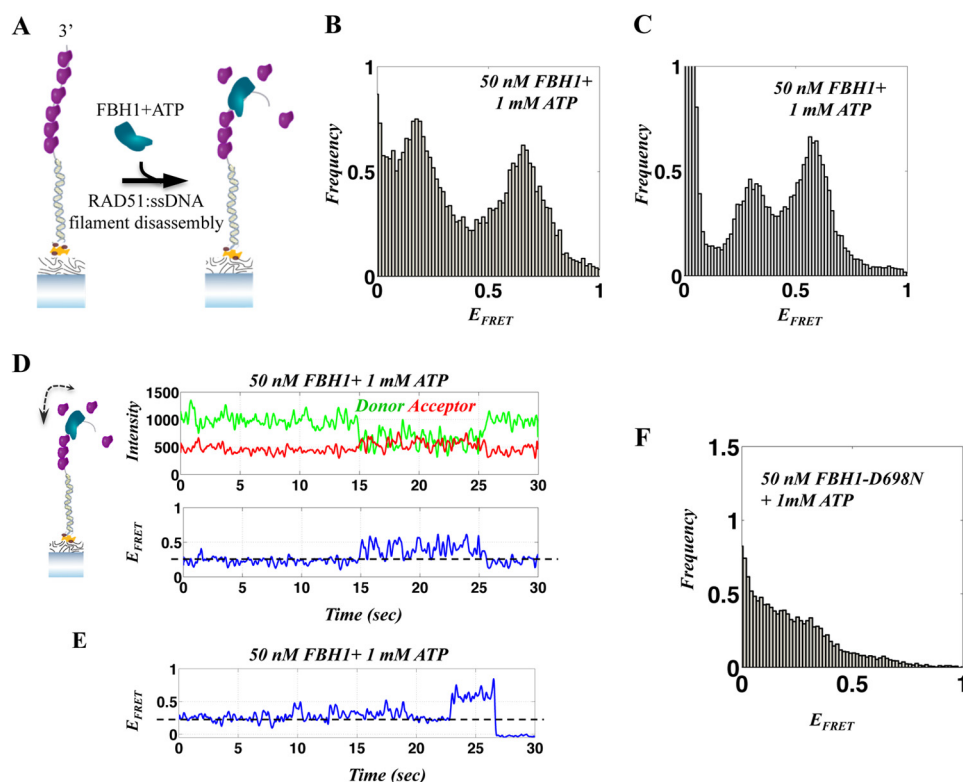 A
3’
FBH1+ATP
RAD51:ssDNA
filament disassembly
B
50 nM FBH1+
1 mM ATP
Frequency
1
0.5
0
0
0.5
1
E_FRET
C
50 nM FBH1+
1 mM ATP
Frequency
1
0.5
0
0
0.5
1
E_FRET
D
50 nM FBH1+ 1 mM ATP
Donor Acceptor
Intensity
1500
1000
500
0
0 5 10 15 20 25 30
E_FRET
1
0.5
0
0 5 10 15 20 25 30
Time (sec)
E
50 nM FBH1+ 1 mM ATP
E_FRET
1
0.5
0
0 5 10 15 20 25 30
Time (sec)
F
50 nM FBH1-D698N
+ 1mM ATP
Frequency
1.5
1
0.5
0
0
0.5
1
E_FRET